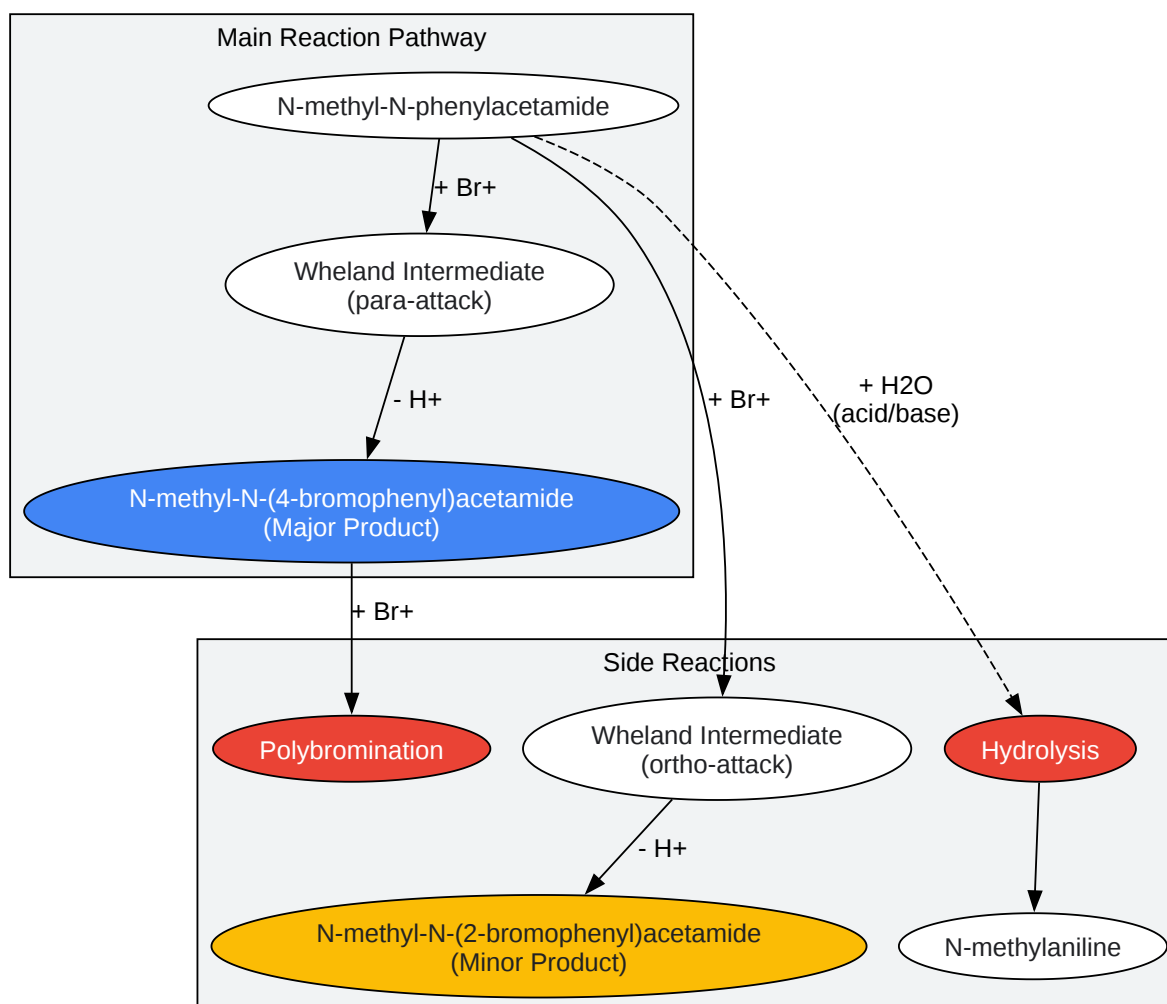 Main Reaction Pathway
N-methyl-N-phenylacetamide
+ Br+
Wheland Intermediate
(para-attack)
- H+
+ Br+
+ H2O
(acid/base)
N-methyl-N-(4-bromophenyl)acetamide
(Major Product)
+ Br+
Side Reactions
Polybromination
Wheland Intermediate
(ortho-attack)
Hydrolysis
- H+
N-methyl-N-(2-bromophenyl)acetamide
(Minor Product)
N-methylaniline